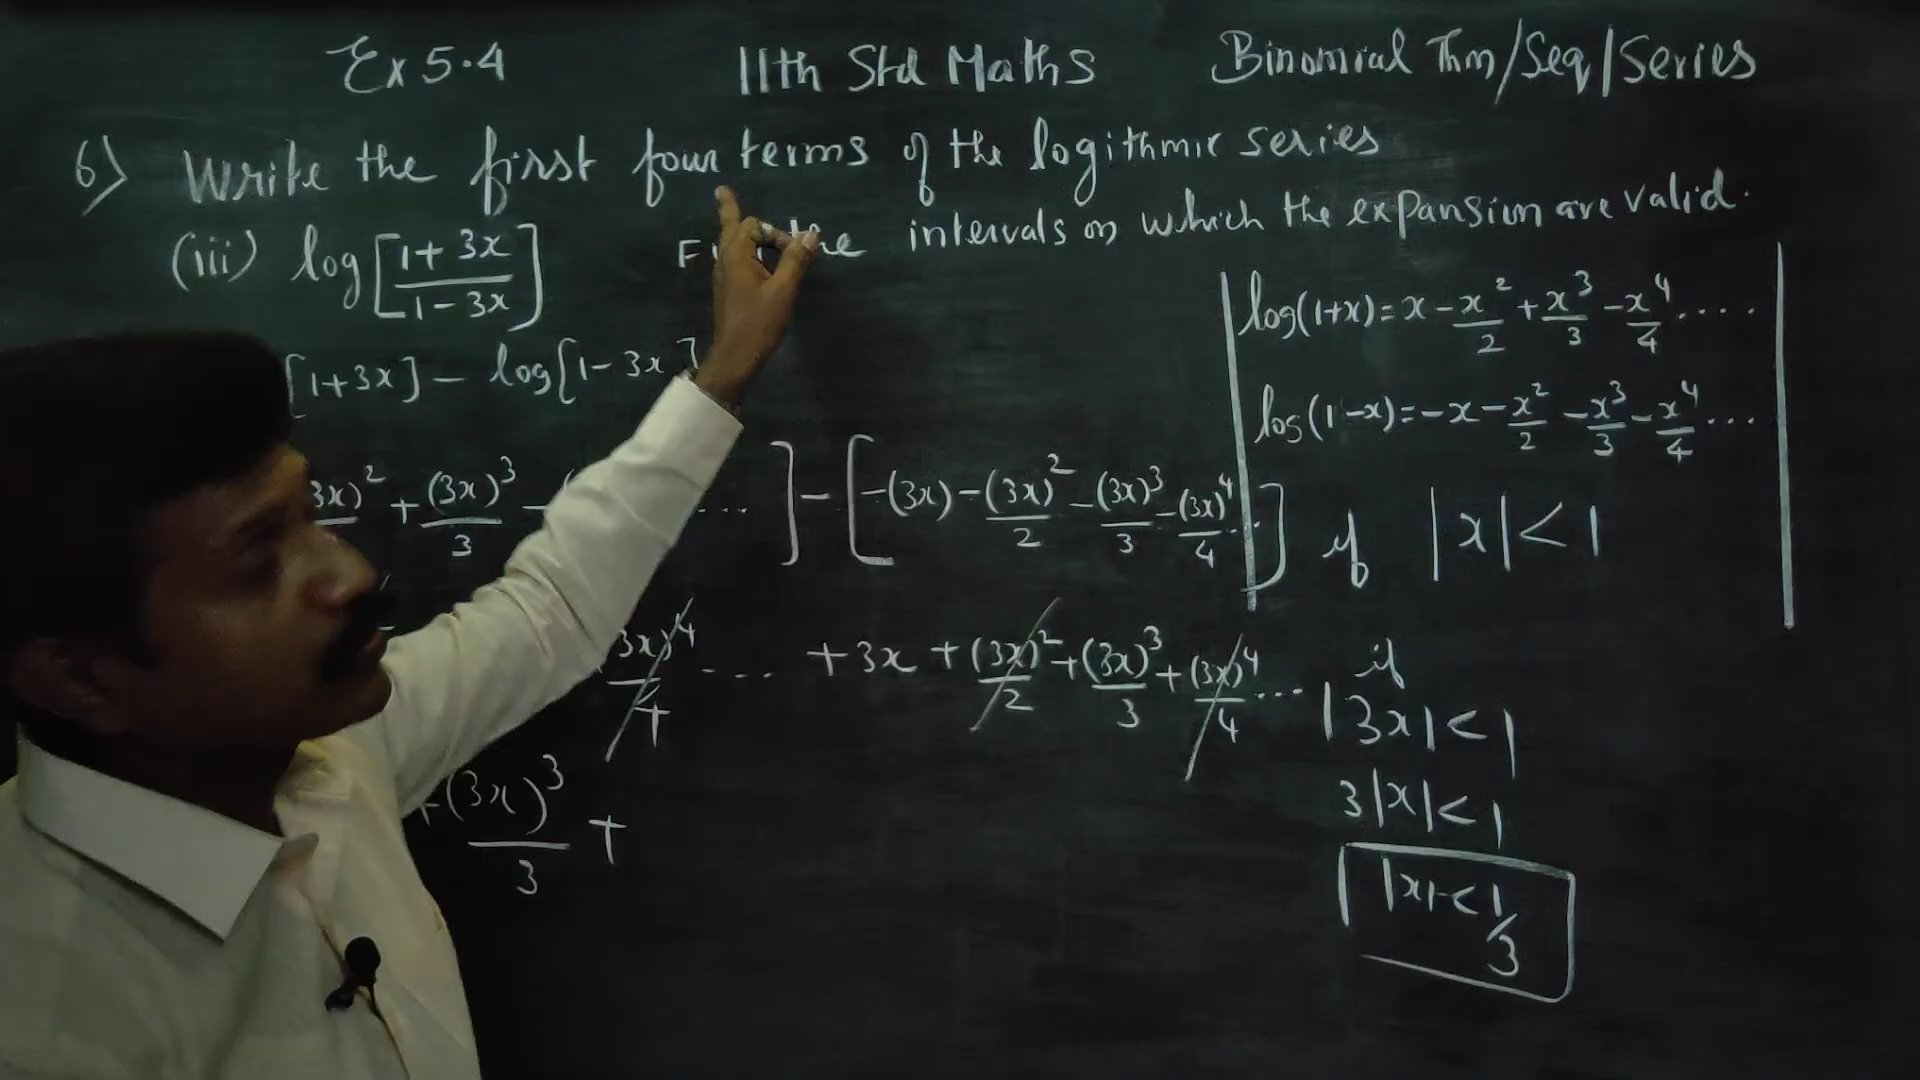 Ex 5.4 11th Std Maths Binomial Thm/Seq/Series
6) Write the first four terms of the logithmic series
the intervals on which the expansion are valid.
(iii) log[(1+3x)/(1-3x)]
[1+3x] - log[1-3x]
log(1+x) = x - x²/2 + x³/3 - x⁴/4 .....
log(1-x) = -x - x²/2 - x³/3 - x⁴/4 ...
if |x| < 1
3x)² + (3x)³/3 - ... ] - [-(3x) - (3x)²/2 - (3x)³/3 - (3x)⁴/4 ...]
3x)⁴/4 .... + 3x + (3x)²/2 + (3x)³/3 + (3x)⁴/4 ...
+ (3x)³/3 +
if
|3x| < 1
3|x| < 1
|x| < 1/3